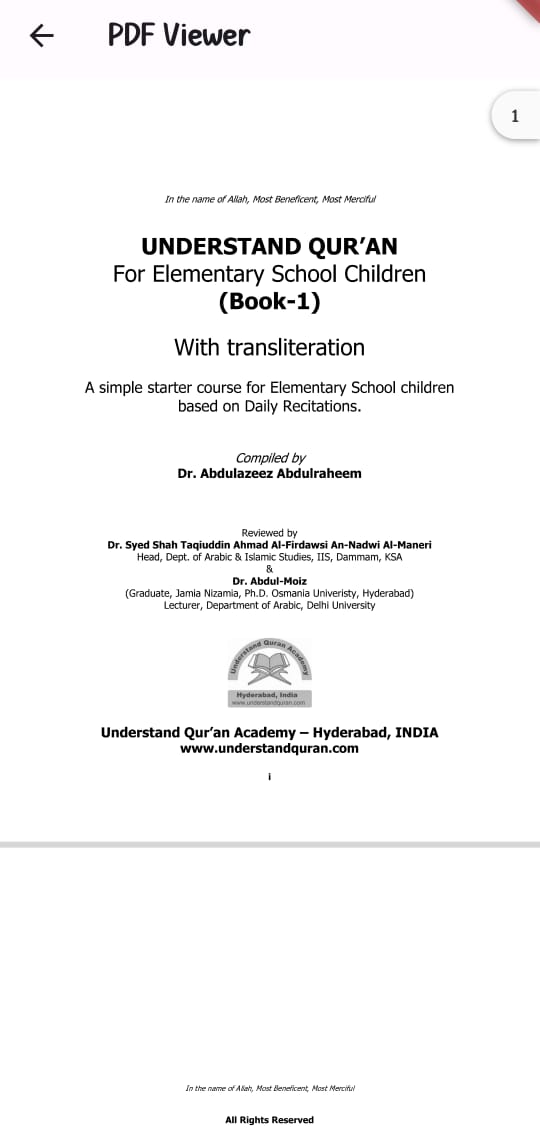 PDF Viewer
1
In the name of Allah, Most Beneficent, Most Merciful
UNDERSTAND QUR'AN
For Elementary School Children
(Book-1)
With transliteration
A simple starter course for Elementary School children
based on Daily Recitations.
Compiled by
Dr. Abdulazeez Abdulraheem
Reviewed by
Dr. Syed Shah Taqiuddin Ahmad Al-Firdawsi An-Nadwi Al-Maneri
Head, Dept. of Arabic & Islamic Studies, IIS, Dammam, KSA
&
Dr. Abdul-Moiz
(Graduate, Jamia Nizamia, Ph.D. Osmania Univeristy, Hyderabad)
Lecturer, Department of Arabic, Delhi University
Understand Quran Academy
Hyderabad, India
www.understandquran.com
Understand Qur'an Academy – Hyderabad, INDIA
www.understandquran.com
i
In the name of Allah, Most Beneficent, Most Merciful
All Rights Reserved